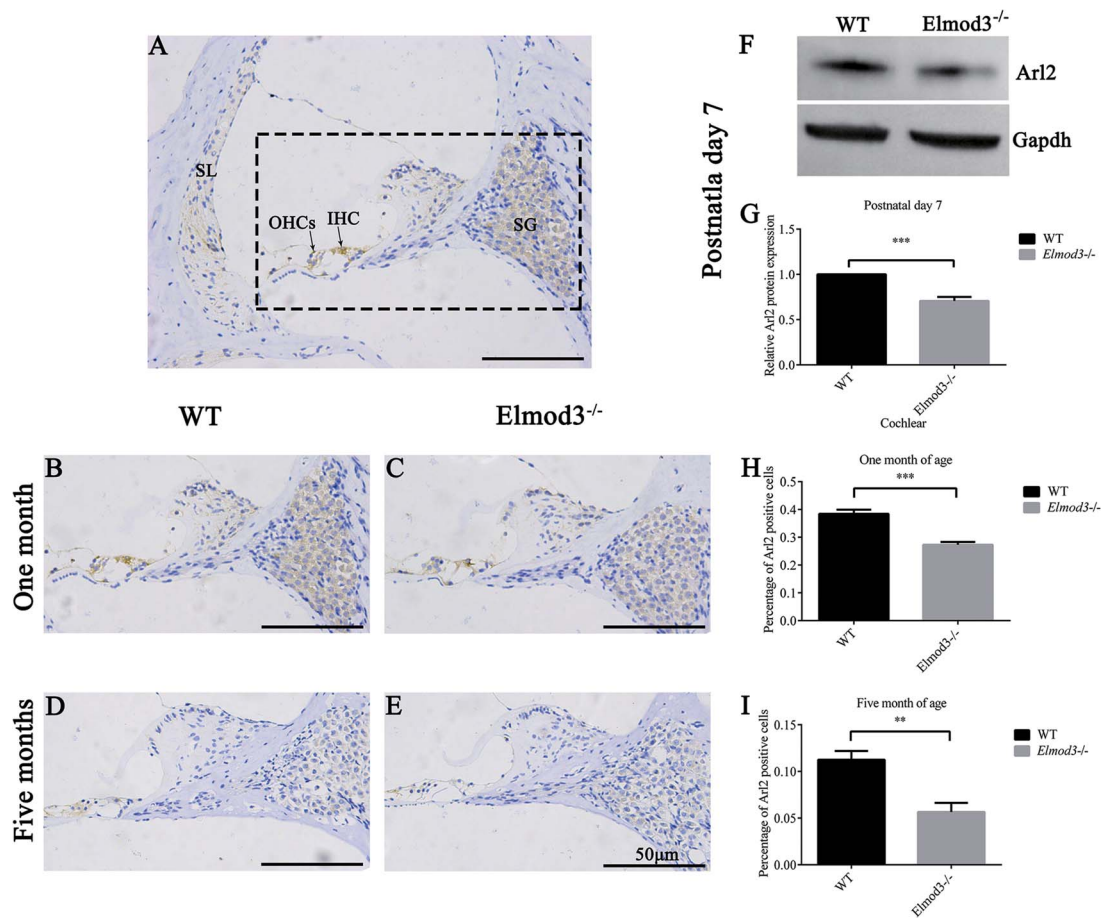 A
SL
OHCs
IHC
SG
WT
Elmod3-/-
One month
B
C
Five months
D
E
50μm
Postnatla day 7
F
WT
Elmod3-/-
Arl2
Gapdh
G
Postnatal day 7
Relative Arl2 protein expression
1.5
1.0
0.5
0.0
***
WT
Elmod3-/-
WT
Elmod3-/-
Cochlear
H
One month of age
Percentage of Arl2 positive cells
0.5
0.4
0.3
0.2
0.1
0.0
***
WT
Elmod3-/-
WT
Elmod3-/-
I
Five month of age
Percentage of Arl2 positive cells
0.15
0.10
0.05
0.00
**
WT
Elmod3-/-
WT
Elmod3-/-